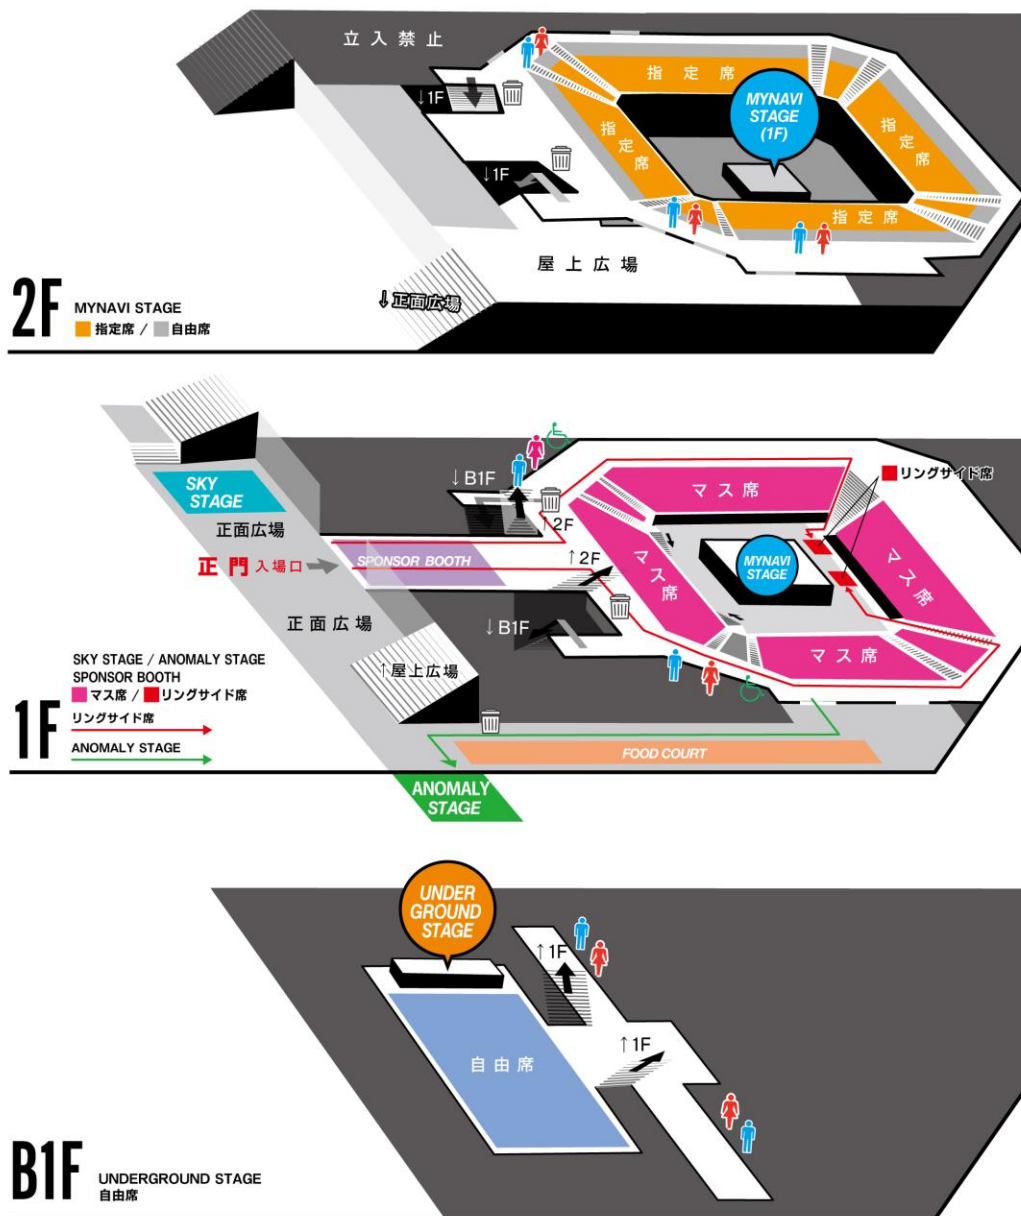 立入禁止
↓1F
指定席
MYNAVI
STAGE
(1F)
指定席
指定席
↓1F
指定席
屋上広場
↓正面広場
2F
MYNAVI STAGE
指定席 / 自由席
SKY
STAGE
正面広場
正門 入場口
↓B1F
↑2F
SPONSOR BOOTH
↑2F
マス席
リングサイド席
マス席
MYNAVI
STAGE
マス席
マス席
正面広場
↓B1F
↑屋上広場
1F
SKY STAGE / ANOMALY STAGE
SPONSOR BOOTH
マス席 / リングサイド席
リングサイド席
ANOMALY STAGE
FOOD COURT
ANOMALY
STAGE
UNDER
GROUND
STAGE
↑1F
自由席
↑1F
B1F
UNDERGROUND STAGE
自由席